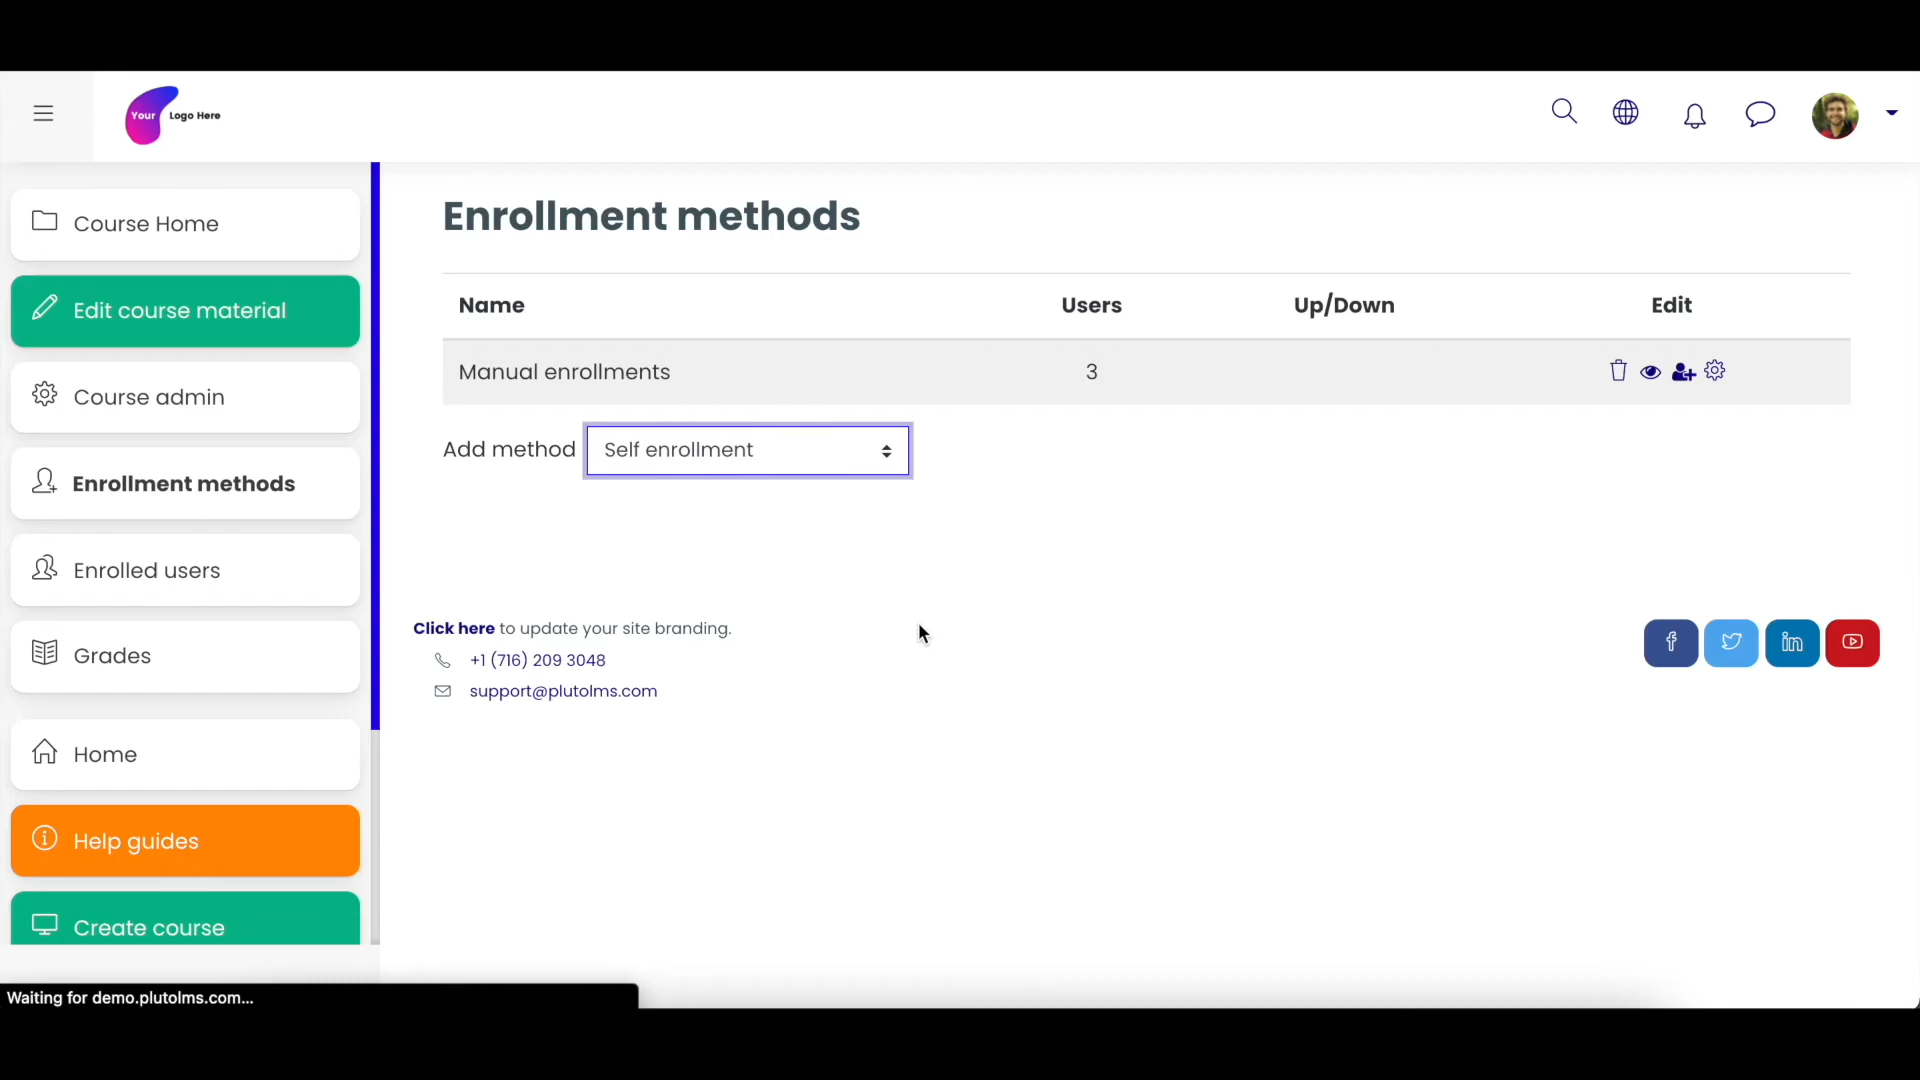 Your Logo Here
Course Home
Edit course material
Course admin
Enrollment methods
Enrolled users
Grades
Home
Help guides
Create course
Enrollment methods
Name Users Up/Down Edit
Manual enrollments 3
Add method Self enrollment
Click here to update your site branding.
+1 (716) 209 3048
support@plutolms.com
Waiting for demo.plutolms.com...